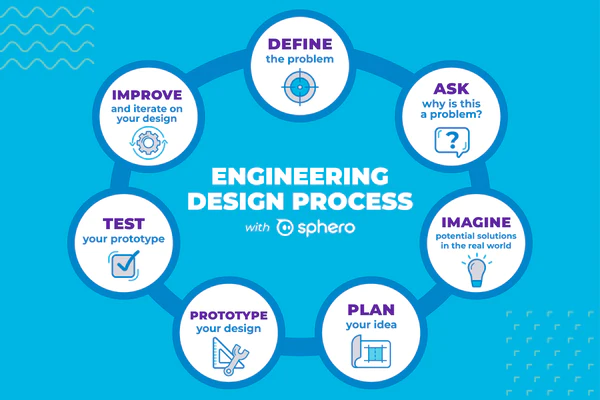 ENGINEERING
DESIGN PROCESS
with sphero
DEFINE
the problem
ASK
why is this
a problem?
?
IMAGINE
potential solutions
in the real world
PLAN
your idea
PROTOTYPE
your design
TEST
your prototype
IMPROVE
and iterate on
your design